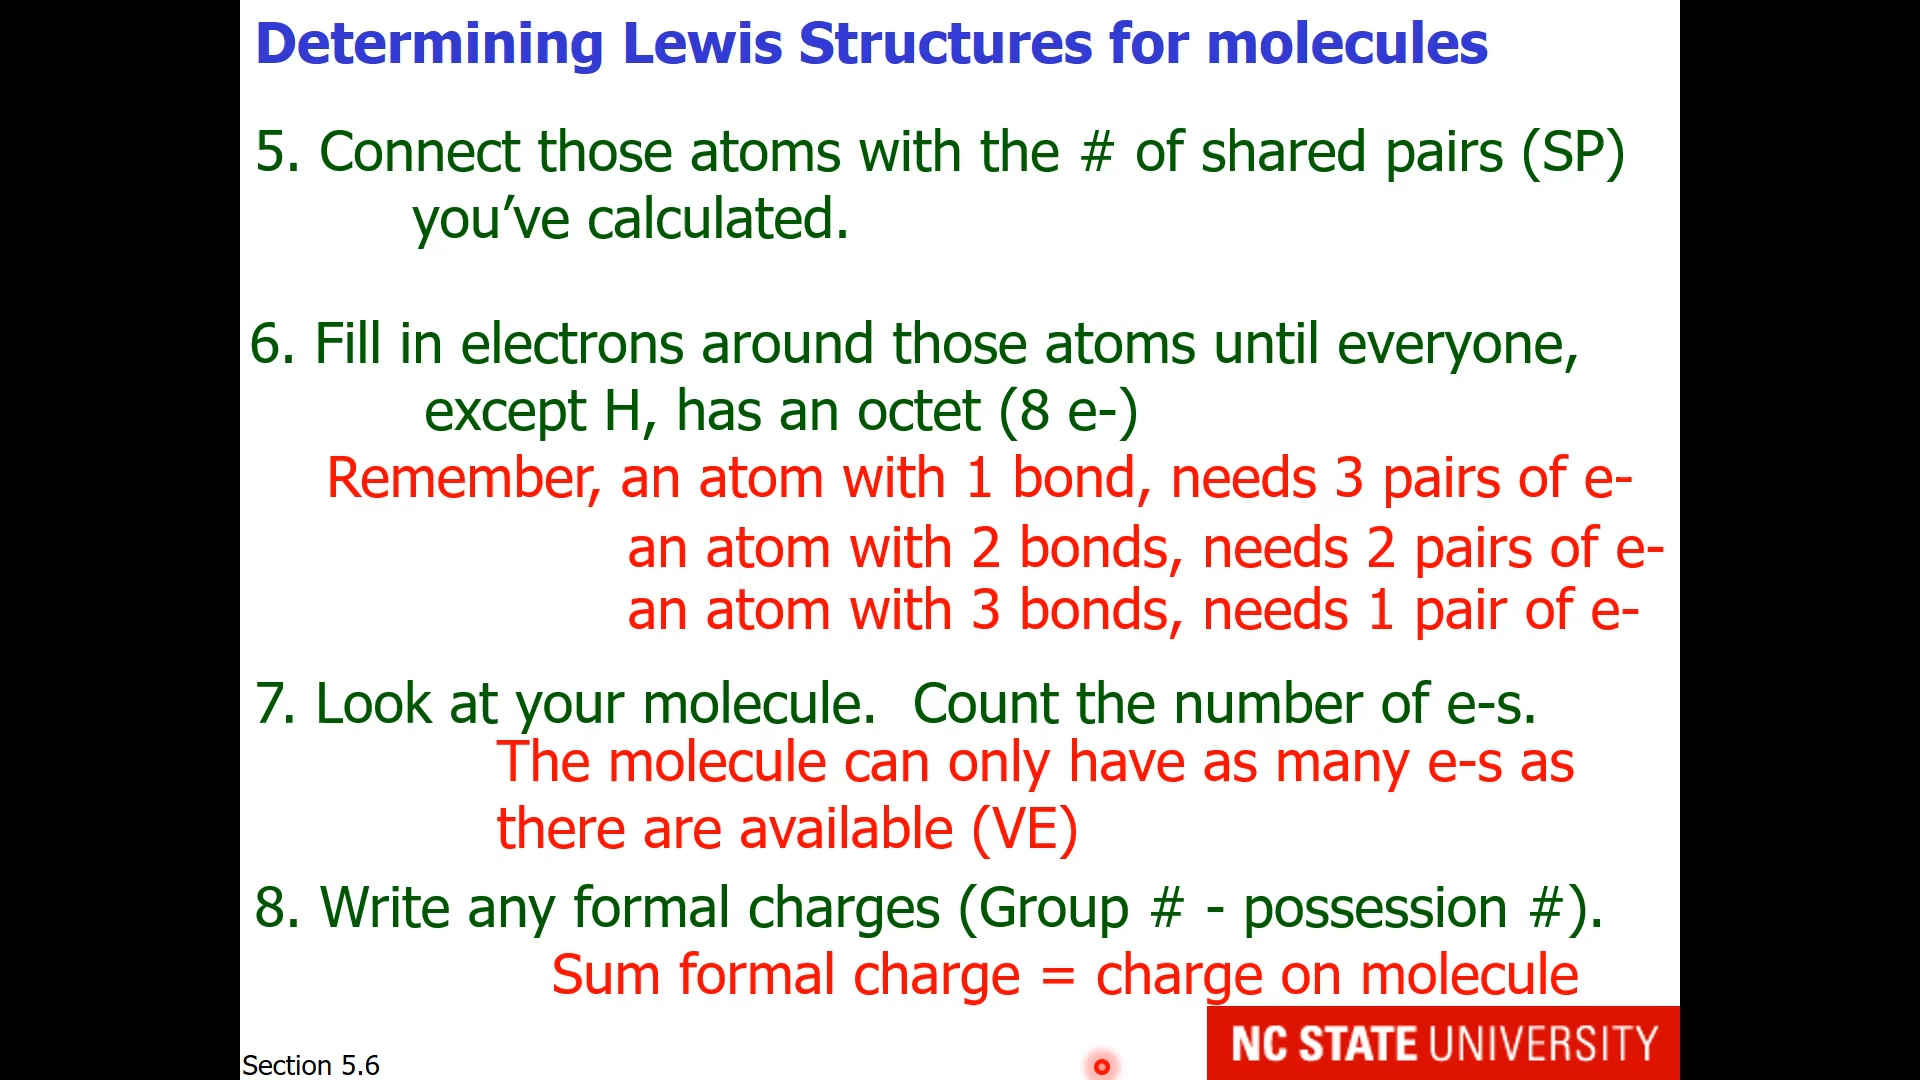 Determining Lewis Structures for molecules
5. Connect those atoms with the # of shared pairs (SP)
you’ve calculated.
6. Fill in electrons around those atoms until everyone,
except H, has an octet (8 e-)
Remember, an atom with 1 bond, needs 3 pairs of e-
an atom with 2 bonds, needs 2 pairs of e-
an atom with 3 bonds, needs 1 pair of e-
7. Look at your molecule.  Count the number of e-s.
The molecule can only have as many e-s as
there are available (VE)
8. Write any formal charges (Group # - possession #).
Sum formal charge = charge on molecule
NC STATE UNIVERSITY
Section 5.6